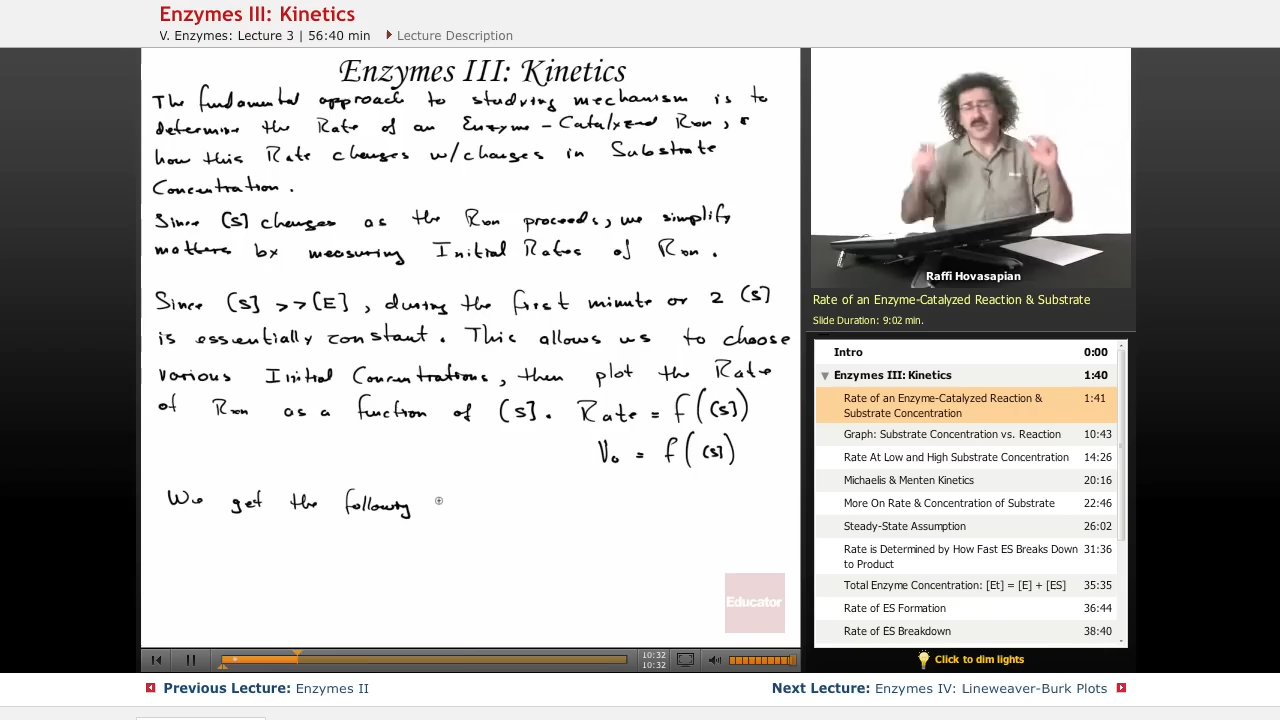 Enzymes III: Kinetics
V. Enzymes: Lecture 3 | 56:40 min
Lecture Description
Enzymes III: Kinetics
The fundamental approach to studying mechanism is to
determine the Rate of an Enzyme-Catalyzed Rxn,
how this Rate changes w/changes in Substrate
Concentration.
Since [S] changes as the Rxn proceeds, we simplify
matters by measuring Initial Rates of Rxn.
Since [S] >> [E], during the first minute or 2 [S]
is essentially constant. This allows us to choose
various Initial Concentrations, then plot the Rate
of Rxn as a function of [S]. Rate = f([S])
V₀ = f([S])
We get the following
Educator
10:32
10:32
Raffi Hovasapian
Rate of an Enzyme-Catalyzed Reaction & Substrate
Slide Duration: 9:02 min.
Intro 0:00
Enzymes III: Kinetics 1:40
Rate of an Enzyme-Catalyzed Reaction & 1:41
Substrate Concentration
Graph: Substrate Concentration vs. Reaction 10:43
Rate At Low and High Substrate Concentration 14:26
Michaelis & Menten Kinetics 20:16
More On Rate & Concentration of Substrate 22:46
Steady-State Assumption 26:02
Rate is Determined by How Fast ES Breaks Down 31:36
to Product
Total Enzyme Concentration: [Et] = [E] + [ES] 35:35
Rate of ES Formation 36:44
Rate of ES Breakdown 38:40
Click to dim lights
Previous Lecture: Enzymes II
Next Lecture: Enzymes IV: Lineweaver-Burk Plots